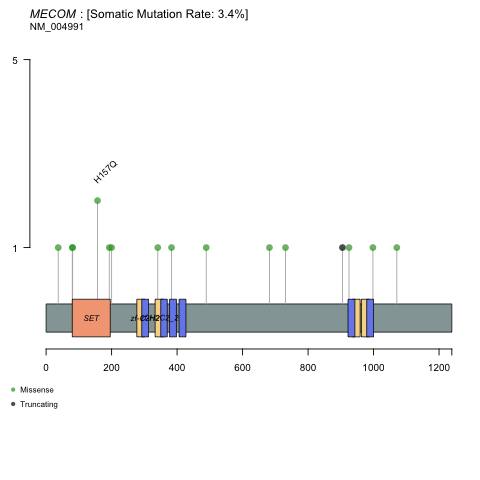 MECOM : [Somatic Mutation Rate: 3.4%]
NM_004991
5
H157Q
1
SET
0 200 400 600 800 1000 1200
Missense
Truncating